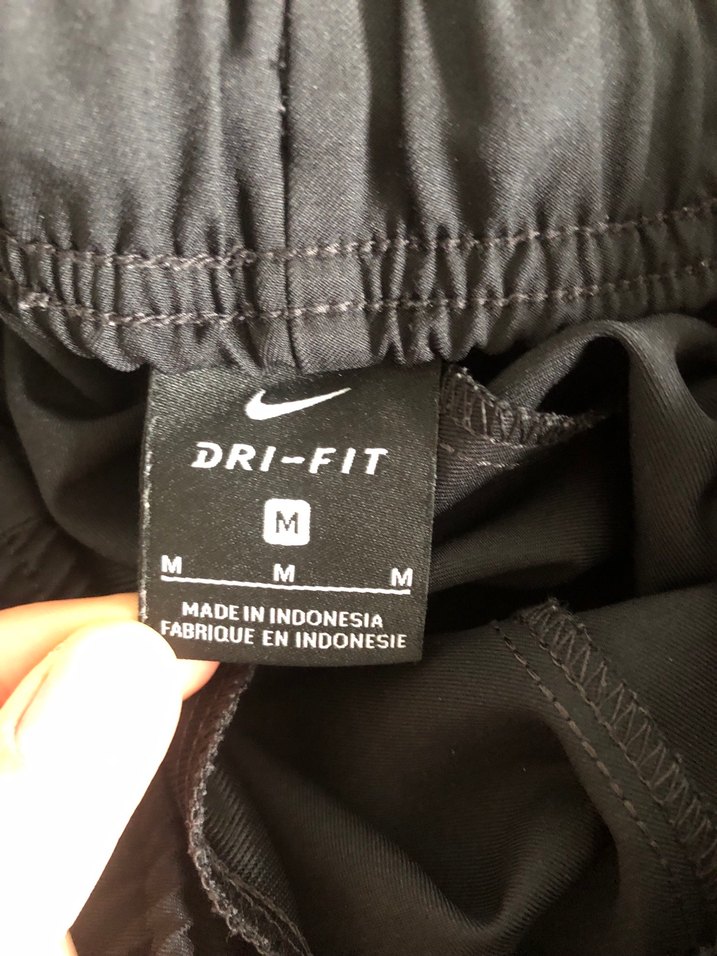 DRI-FIT
M
M M M
MADE IN INDONESIA
FABRIQUE EN INDONESIE